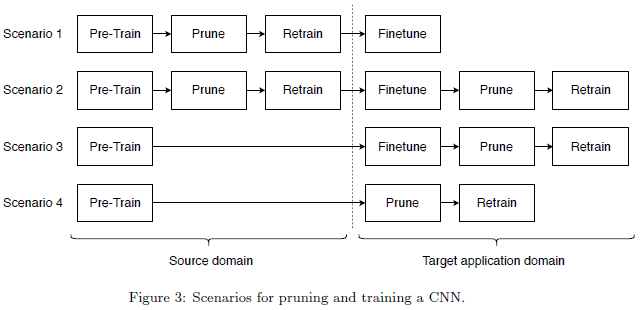 Scenario 1 Pre-Train Prune Retrain Finetune
Scenario 2 Pre-Train Prune Retrain Finetune Prune Retrain
Scenario 3 Pre-Train Finetune Prune Retrain
Scenario 4 Pre-Train Prune Retrain
Source domain Target application domain
Figure 3: Scenarios for pruning and training a CNN.